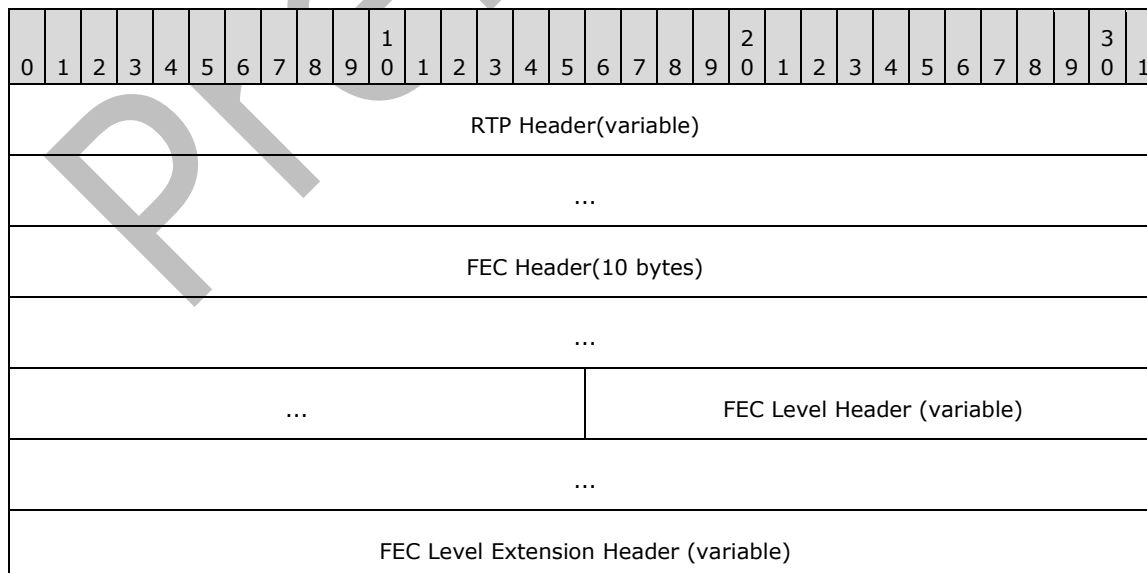 1 2 3
0 1 2 3 4 5 6 7 8 9 0 1 2 3 4 5 6 7 8 9 0 1 2 3 4 5 6 7 8 9 0 1
RTP Header(variable)
...
FEC Header(10 bytes)
...
... FEC Level Header (variable)
...
FEC Level Extension Header (variable)